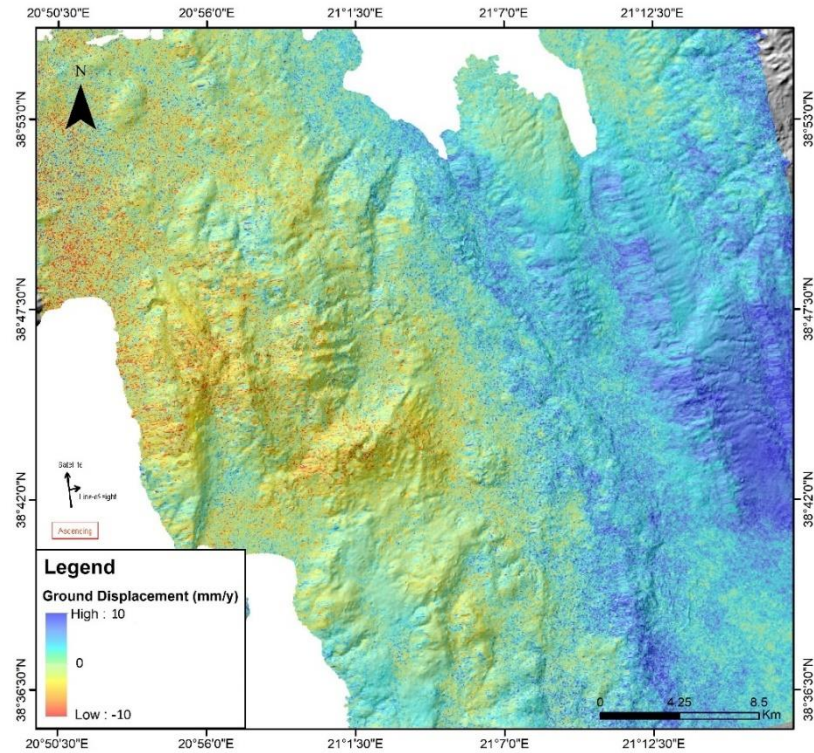 20°50'30"E 20°56'0"E 21°1'30"E 21°7'0"E 21°12'30"E
N
38°53'0"N 38°53'0"N
38°47'30"N 38°47'30"N
38°42'0"N 38°42'0"N
38°36'30"N 38°36'30"N
Satellite
Line-of-sight
Ascending
Legend
Ground Displacement (mm/y)
High : 10
0
Low : -10
0 4.25 8.5
Km
20°50'30"E 20°56'0"E 21°1'30"E 21°7'0"E 21°12'30"E